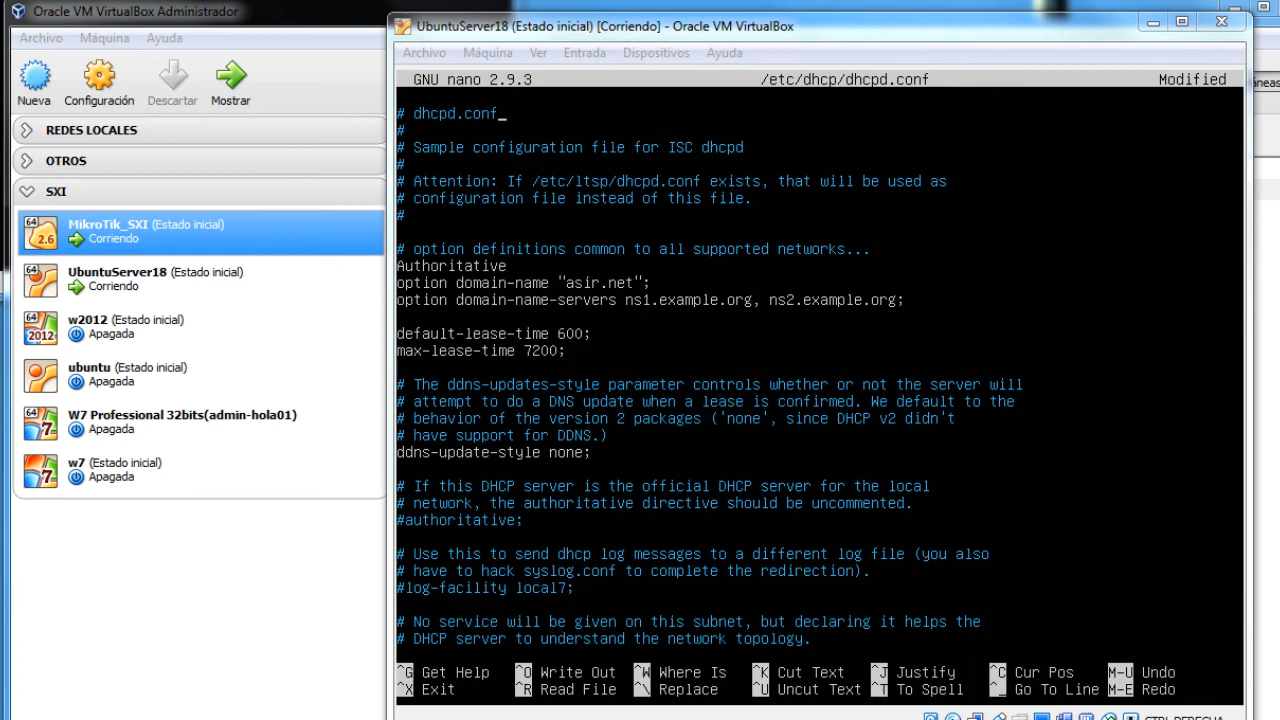 Oracle VM VirtualBox Administrador
Archivo Máquina Ayuda
Nueva Configuración Descartar Mostrar
REDES LOCALES
OTROS
SXI
64
2.6
MikroTik_SXI (Estado inicial)
Corriendo
64
UbuntuServer18 (Estado inicial)
Corriendo
64
2012
w2012 (Estado inicial)
Apagada
ubuntu (Estado inicial)
Apagada
64
7
W7 Professional 32bits(admin-hola01)
Apagada
7
w7 (Estado inicial)
Apagada
UbuntuServer18 (Estado inicial) [Corriendo] - Oracle VM VirtualBox
Archivo Máquina Ver Entrada Dispositivos Ayuda
GNU nano 2.9.3 /etc/dhcp/dhcpd.conf Modified
# dhcpd.conf_
#
# Sample configuration file for ISC dhcpd
#
# Attention: If /etc/ltsp/dhcpd.conf exists, that will be used as
# configuration file instead of this file.
#
# option definitions common to all supported networks...
Authoritative
option domain-name "asir.net";
option domain-name-servers ns1.example.org, ns2.example.org;
default-lease-time 600;
max-lease-time 7200;
# The ddns-updates-style parameter controls whether or not the server will
# attempt to do a DNS update when a lease is confirmed. We default to the
# behavior of the version 2 packages ('none', since DHCP v2 didn't
# have support for DDNS.)
ddns-update-style none;
# If this DHCP server is the official DHCP server for the local
# network, the authoritative directive should be uncommented.
#authoritative;
# Use this to send dhcp log messages to a different log file (you also
# have to hack syslog.conf to complete the redirection).
#log-facility local7;
# No service will be given on this subnet, but declaring it helps the
# DHCP server to understand the network topology.
^G Get Help ^O Write Out ^W Where Is ^K Cut Text ^J Justify ^C Cur Pos M-U Undo
^X Exit ^R Read File ^\ Replace ^U Uncut Text ^T To Spell ^_ Go To Line M-E Redo
CTRL DERECHA